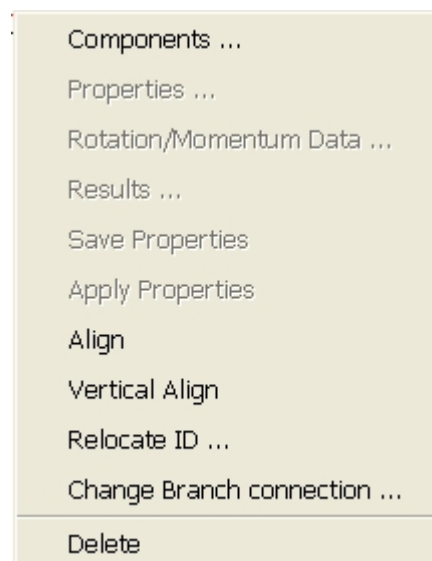 Components ...
Properties ...
Rotation/Momentum Data ...
Results ...
Save Properties
Apply Properties
Align
Vertical Align
Relocate ID ...
Change Branch connection ...
Delete